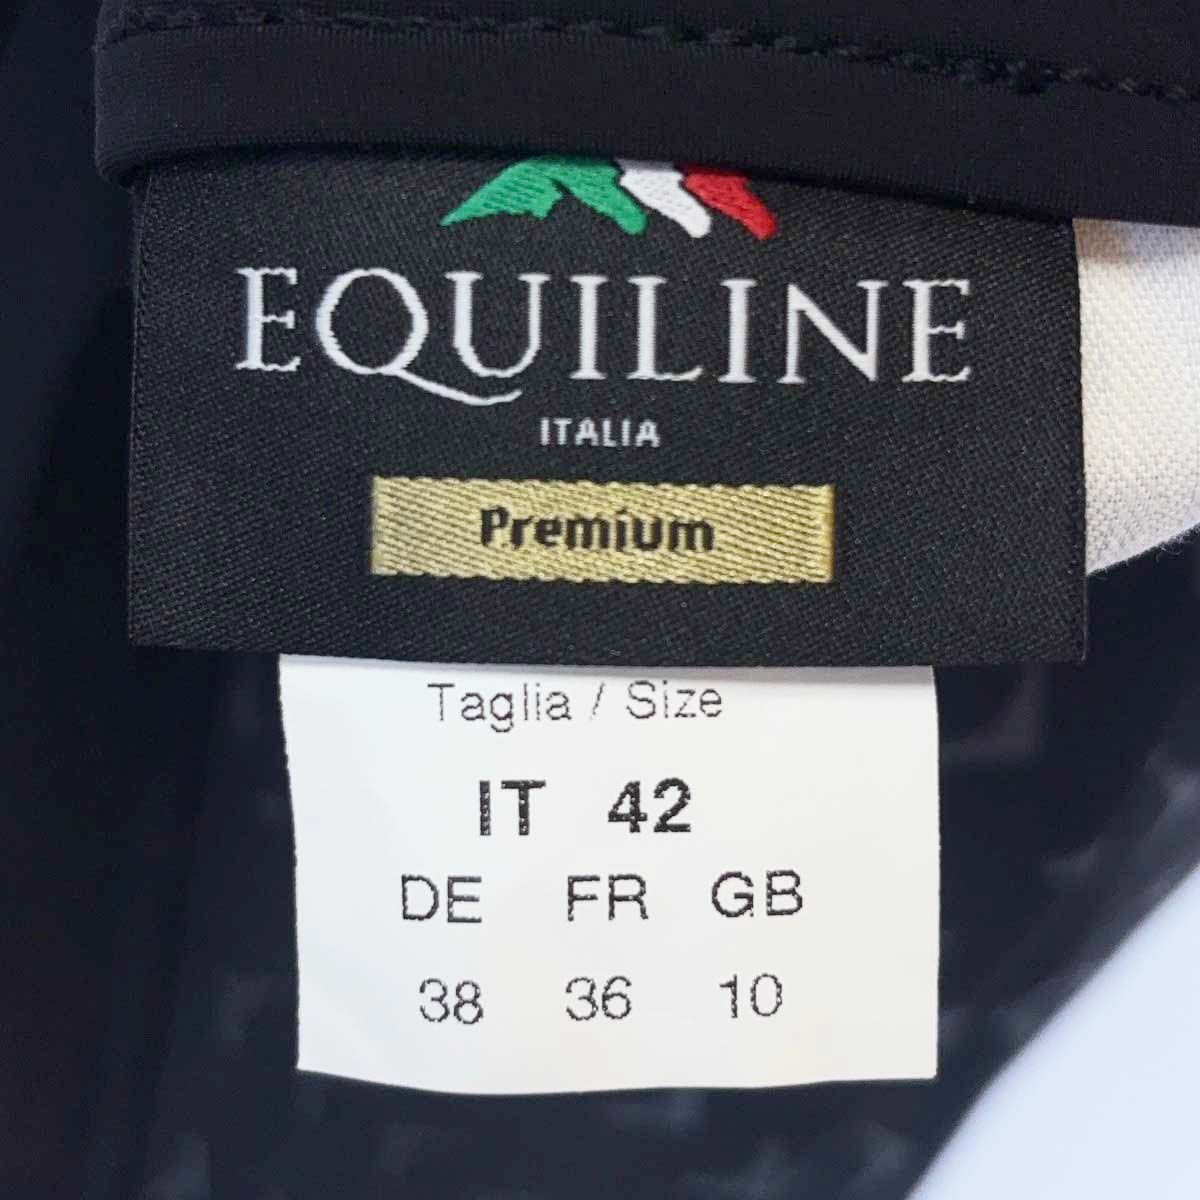 EQUILINE
ITALIA
Premium
Taglia / Size
IT 42
DE FR GB
38 36 10